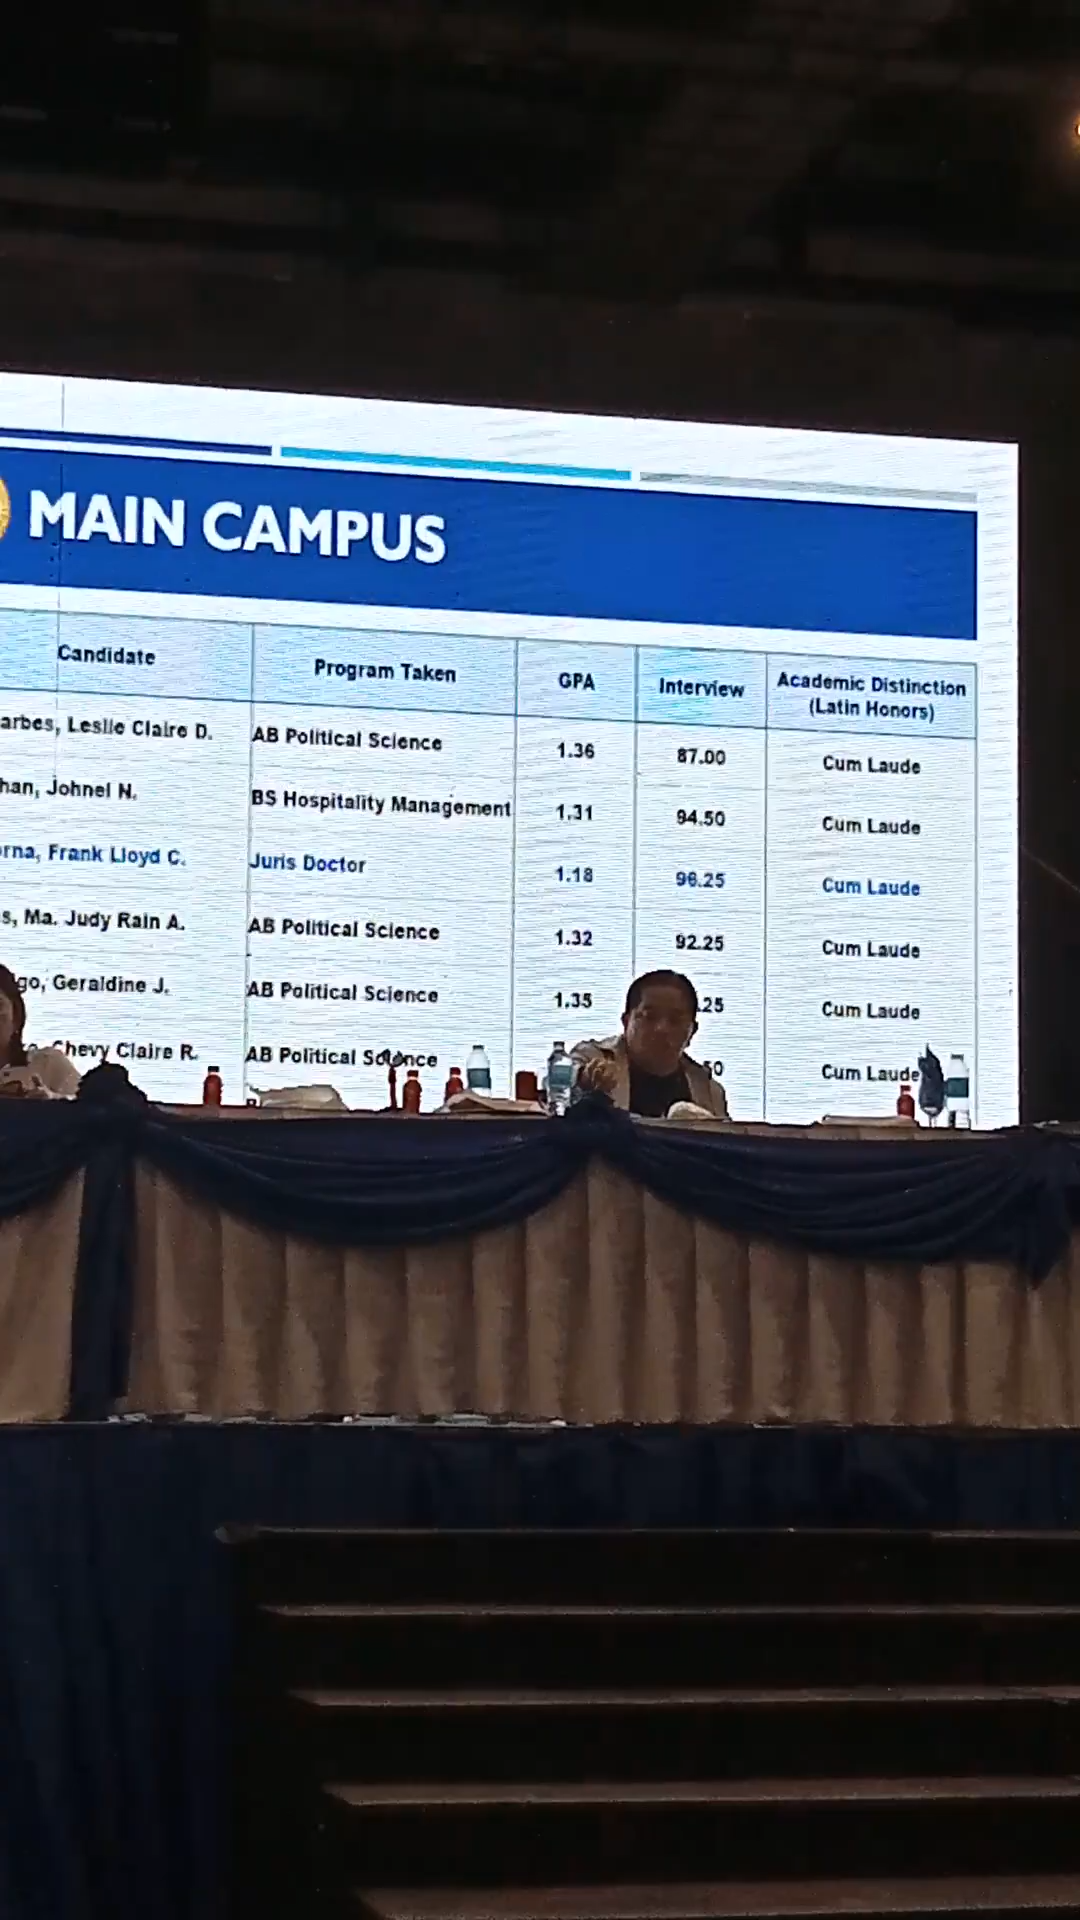 MAIN CAMPUS
Candidate Program Taken GPA Interview Academic Distinction
(Latin Honors)
Leslie Claire D. AB Political Science 1.36 87.00 Cum Laude
Johnel N. BS Hospitality Management 1.31 94.50 Cum Laude
Frank Lloyd C. Juris Doctor 1.18 96.25 Cum Laude
Ma. Judy Rain A. AB Political Science 1.32 92.25 Cum Laude
Geraldine J. AB Political Science 1.35 .25 Cum Laude
Chevy Claire R. AB Political Science Cum Laude